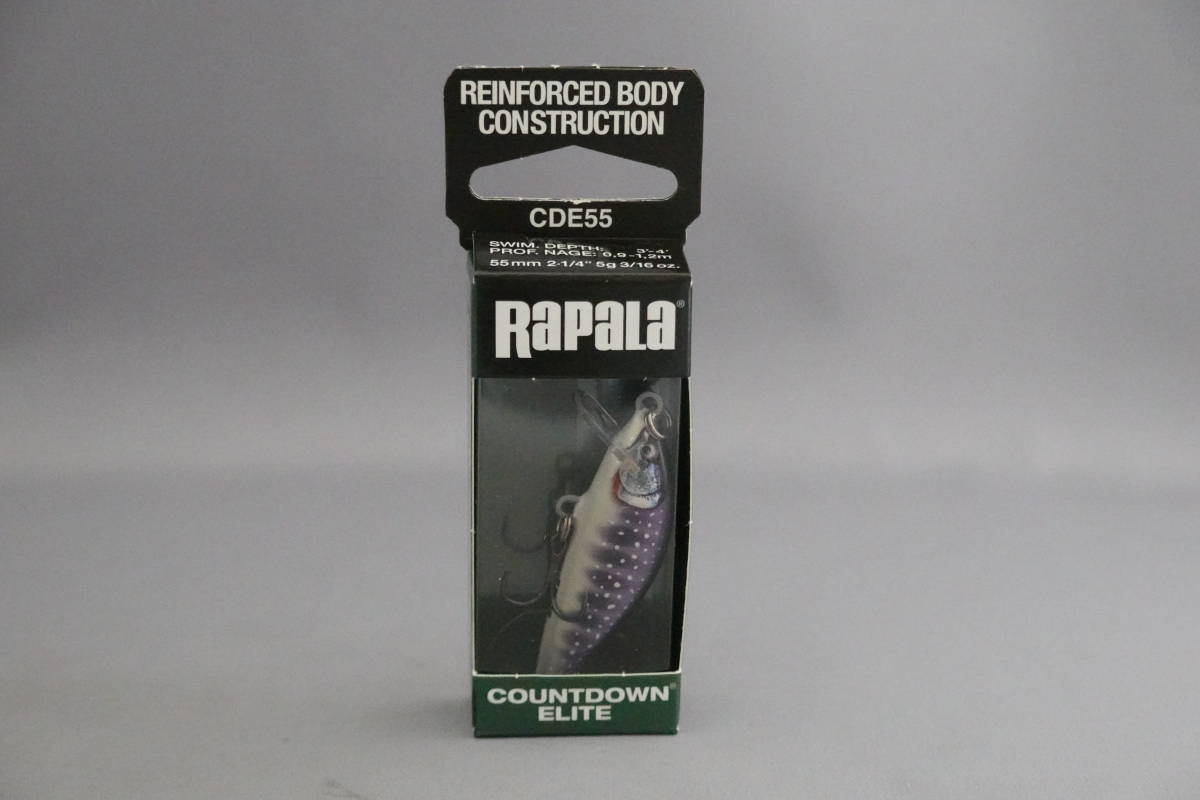 REINFORCED BODY
CONSTRUCTION
CDE55
SWIM. DEPTH: 3'-4'
PROF. NAGE: 0,9-1,2m
55mm 2-1/4" 5g 3/16 oz.
RAPALA®
COUNTDOWN®
ELITE